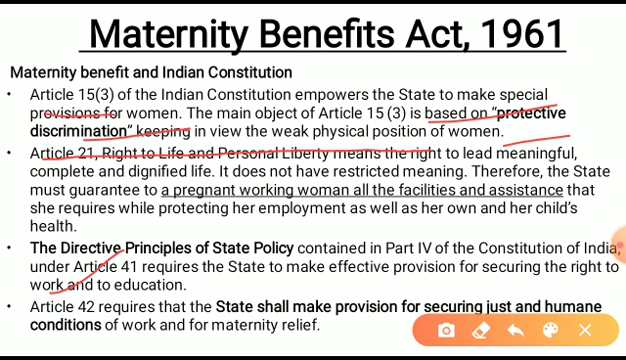 Maternity Benefits Act, 1961
Maternity benefit and Indian Constitution
• Article 15(3) of the Indian Constitution empowers the State to make special
provisions for women. The main object of Article 15 (3) is based on “protective
discrimination” keeping in view the weak physical position of women.
• Article 21, Right to Life and Personal Liberty means the right to lead meaningful,
complete and dignified life. It does not have restricted meaning. Therefore, the State
must guarantee to a pregnant working woman all the facilities and assistance that
she requires while protecting her employment as well as her own and her child’s
health.
• The Directive Principles of State Policy contained in Part IV of the Constitution of India,
under Article 41 requires the State to make effective provision for securing the right to
work and to education.
• Article 42 requires that the State shall make provision for securing just and humane
conditions of work and for maternity relief.